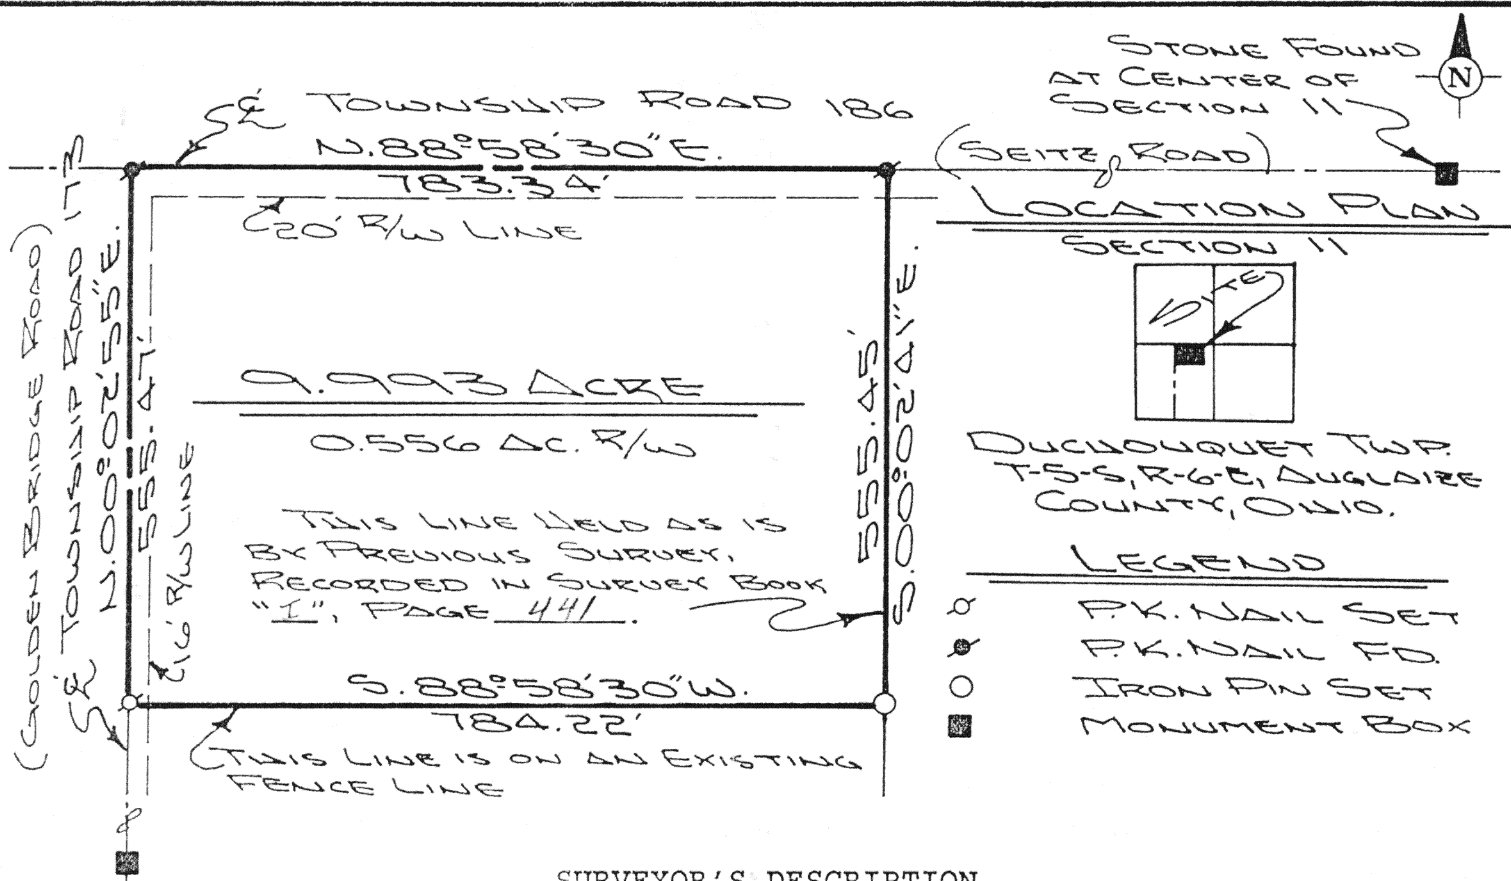 STONE FOUND
AT CENTER OF
SECTION 11
N
℄ TOWNSHIP ROAD 186
N.88°58'30"E.
783.34'
(SEITZ ROAD)
20' R/W LINE
(GOLDEN BRIDGE ROAD)
℄ TOWNSHIP ROAD 173
N.00°02'55"E.
555.47'
16' R/W LINE
9.993 ACRE
0.556 AC. R/W
THIS LINE HELD AS IS
BY PREVIOUS SURVEY,
RECORDED IN SURVEY BOOK
"I", PAGE 441.
555.45'
S.00°02'41"E.
S.88°58'30"W.
784.22'
THIS LINE IS ON AN EXISTING
FENCE LINE
LOCATION PLAN
SECTION 11
SITE
DUCHOUQUET TWP.
T-5-S, R-6-E, AUGLAIZE
COUNTY, OHIO.
LEGEND
P.K. NAIL SET
P.K. NAIL FD.
IRON PIN SET
MONUMENT BOX
SURVEYOR'S DESCRIPTION